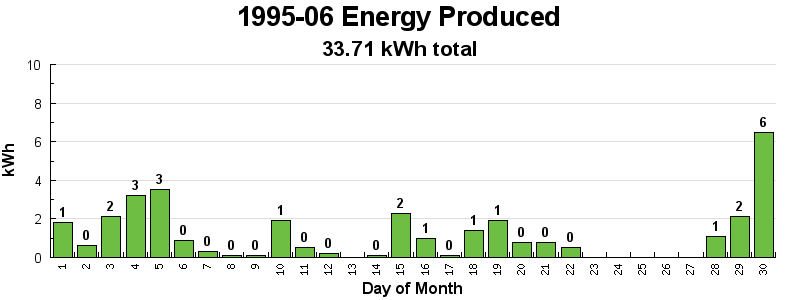 1995-06 Energy Produced
33.71 kWh total
kWh
10
8
6
4
2
0
1 0 2 3 3 0 0 0 0 1 0 0 0 2 1 0 1 1 0 0 0 1 2 6
1 2 3 4 5 6 7 8 9 10 11 12 13 14 15 16 17 18 19 20 21 22 23 24 25 26 27 28 29 30
Day of Month